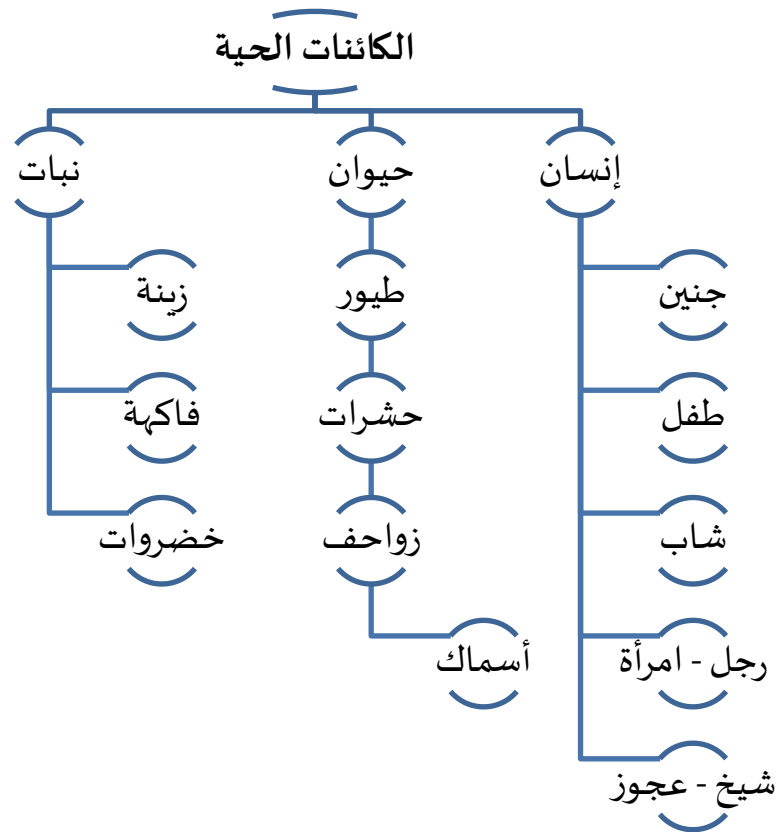 الكائنات الحية
إنسان
حيوان
نبات
جنين
طيور
زينة
طفل
حشرات
فاكهة
شاب
زواحف
خضروات
رجل - امرأة
أسماك
شيخ - عجوز